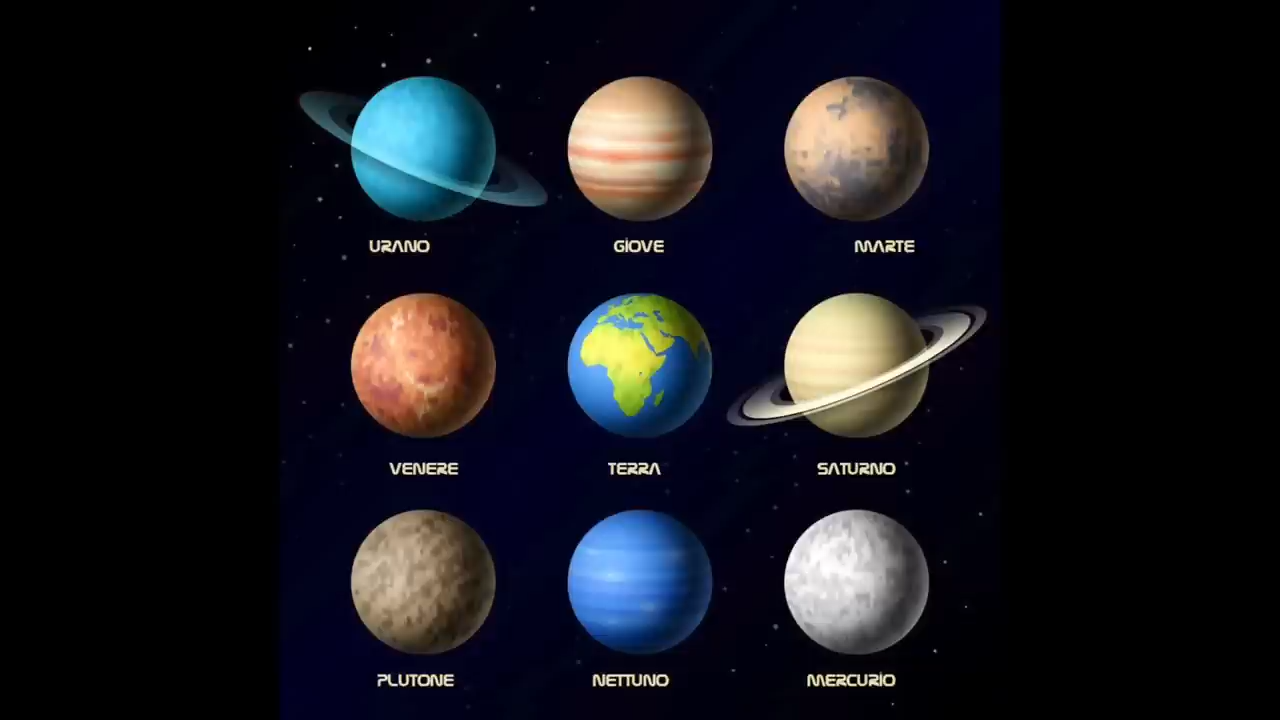 URANO
GIOVE
MARTE
VENERE
TERRA
SATURNO
PLUTONE
NETTUNO
MERCURIO